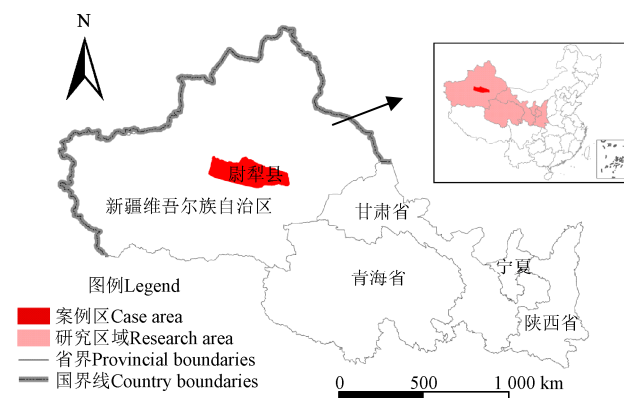 N
尉犁县
新疆维吾尔族自治区
甘肃省
青海省
宁夏
陕西省
图例Legend
案例区Case area
研究区域Research area
省界Provincial boundaries
国界线Country boundaries
0 500 1 000 km